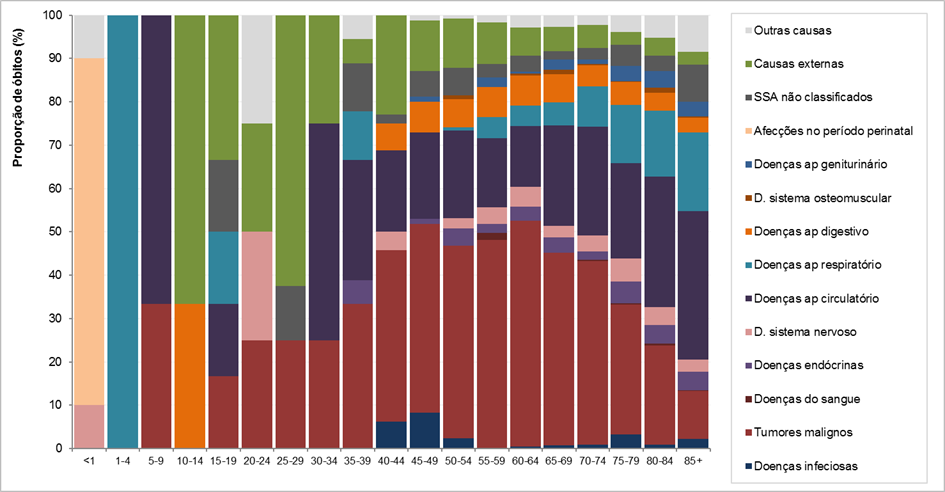 Proporção de óbitos (%)
100
90
80
70
60
50
40
30
20
10
0
<1 1-4 5-9 10-14 15-19 20-24 25-29 30-34 35-39 40-44 45-49 50-54 55-59 60-64 65-69 70-74 75-79 80-84 85+
Outras causas
Causas externas
SSA não classificados
Afecções no período perinatal
Doenças ap geniturinário
D. sistema osteomuscular
Doenças ap digestivo
Doenças ap respiratório
Doenças ap circulatório
D. sistema nervoso
Doenças endócrinas
Doenças do sangue
Tumores malignos
Doenças infeciosas